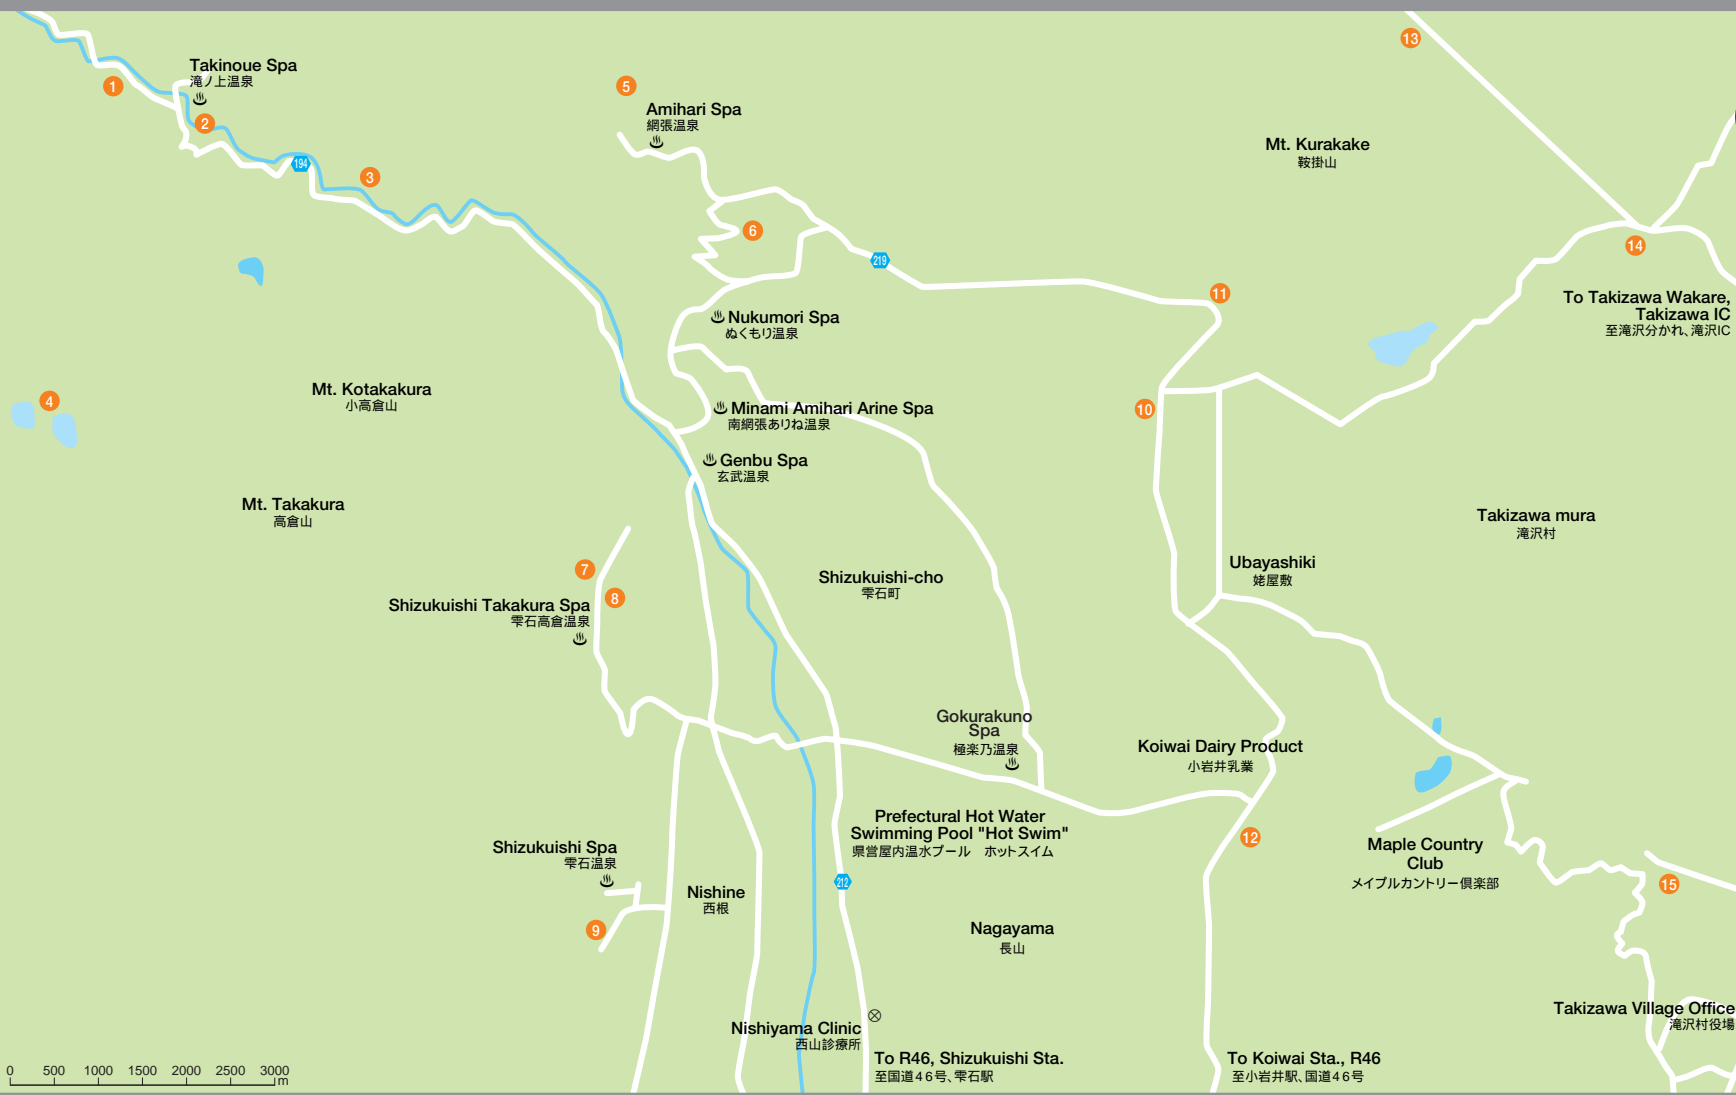 13
Takinoue Spa
滝ノ上温泉
1
5
Amihari Spa
網張温泉
2
Mt. Kurakake
鞍掛山
194
3
6
14
219
11
To Takizawa Wakare,
Takizawa IC
至滝沢分かれ、滝沢IC
Nukumori Spa
ぬくもり温泉
4
Mt. Kotakakura
小高倉山
Minami Amihari Arine Spa
南網張ありね温泉
10
Genbu Spa
玄武温泉
Mt. Takakura
高倉山
Takizawa mura
滝沢村
7
8
Shizukuishi-cho
雫石町
Ubayashiki
姥屋敷
Shizukuishi Takakura Spa
雫石高倉温泉
Gokurakuno
Spa
極楽乃温泉
Koiwai Dairy Product
小岩井乳業
Prefectural Hot Water
Swimming Pool "Hot Swim"
県営屋内温水プール　ホットスイム
12
Maple Country
Club
メイプルカントリー倶楽部
Shizukuishi Spa
雫石温泉
Nishine
西根
212
15
9
Nagayama
長山
Takizawa Village Office
滝沢村役場
Nishiyama Clinic
西山診療所
To R46, Shizukuishi Sta.
至国道46号、雫石駅
To Koiwai Sta., R46
至小岩井駅、国道46号
0 500 1000 1500 2000 2500 3000
m